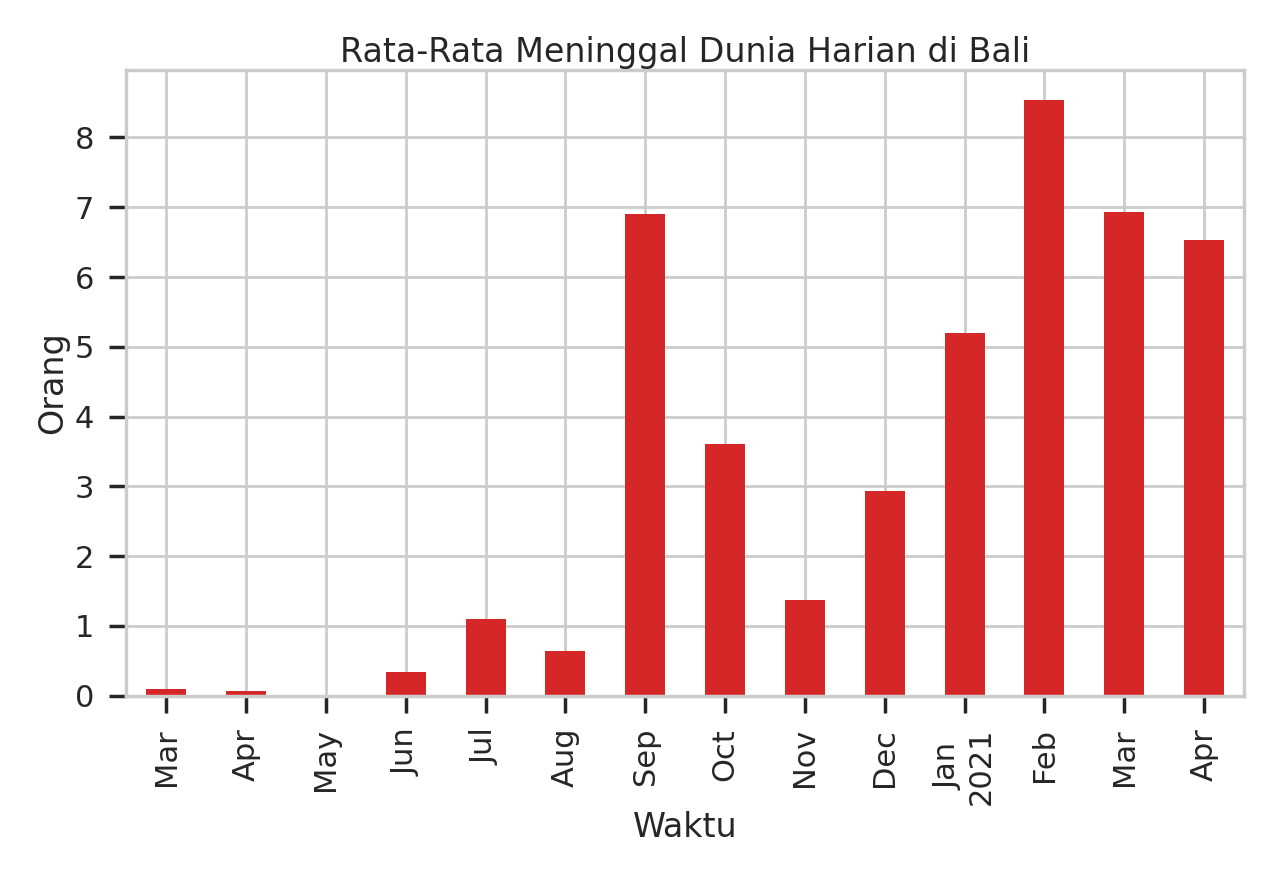 Rata-Rata Meninggal Dunia Harian di Bali
8
7
6
5
4
3
2
1
0
Orang
Mar
Apr
May
Jun
Jul
Aug
Sep
Oct
Nov
Dec
Jan
2021
Feb
Mar
Apr
Waktu